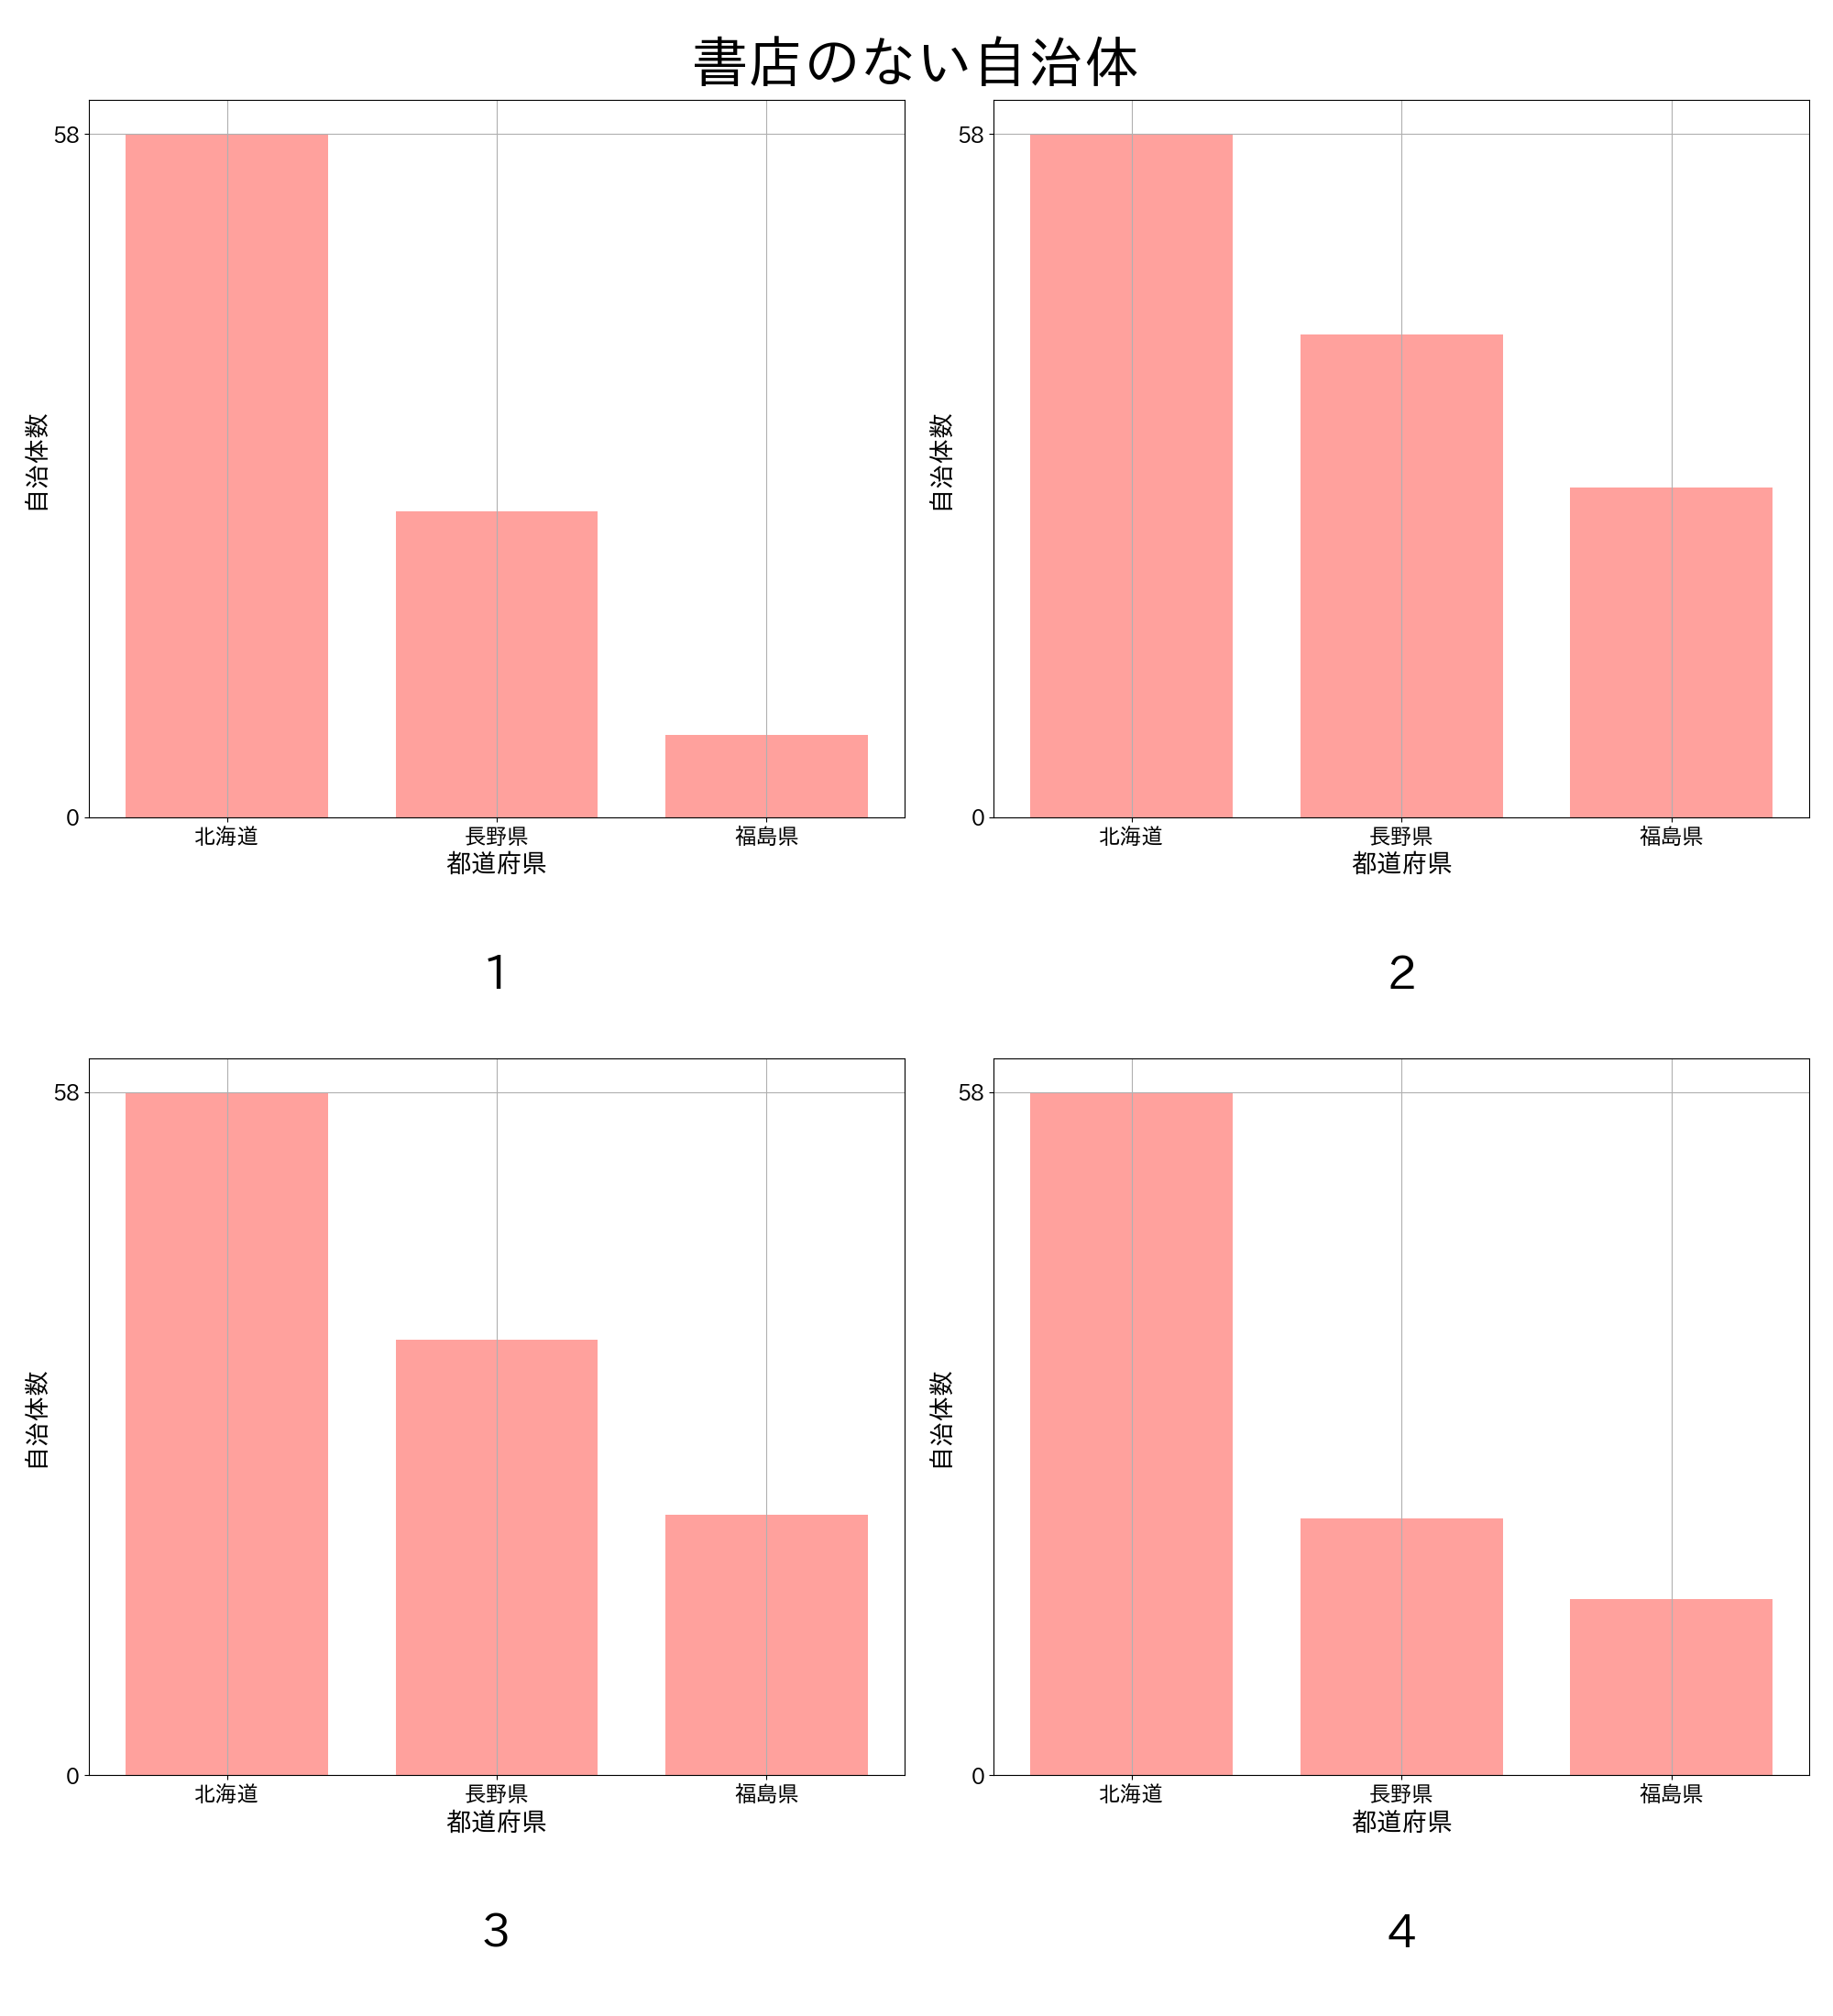 書店のない自治体
58
0
自治体数
北海道 長野県 福島県
都道府県
1
58
0
自治体数
北海道 長野県 福島県
都道府県
2
58
0
自治体数
北海道 長野県 福島県
都道府県
3
58
0
自治体数
北海道 長野県 福島県
都道府県
4